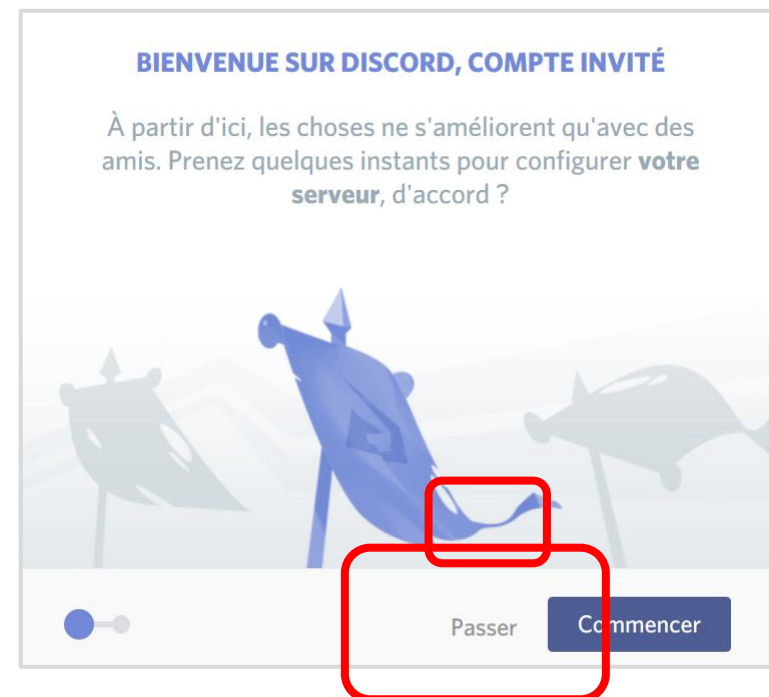 BIENVENUE SUR DISCORD, COMPTE INVITÉ
À partir d'ici, les choses ne s'améliorent qu'avec des
amis. Prenez quelques instants pour configurer votre
serveur, d'accord ?
Passer
Commencer